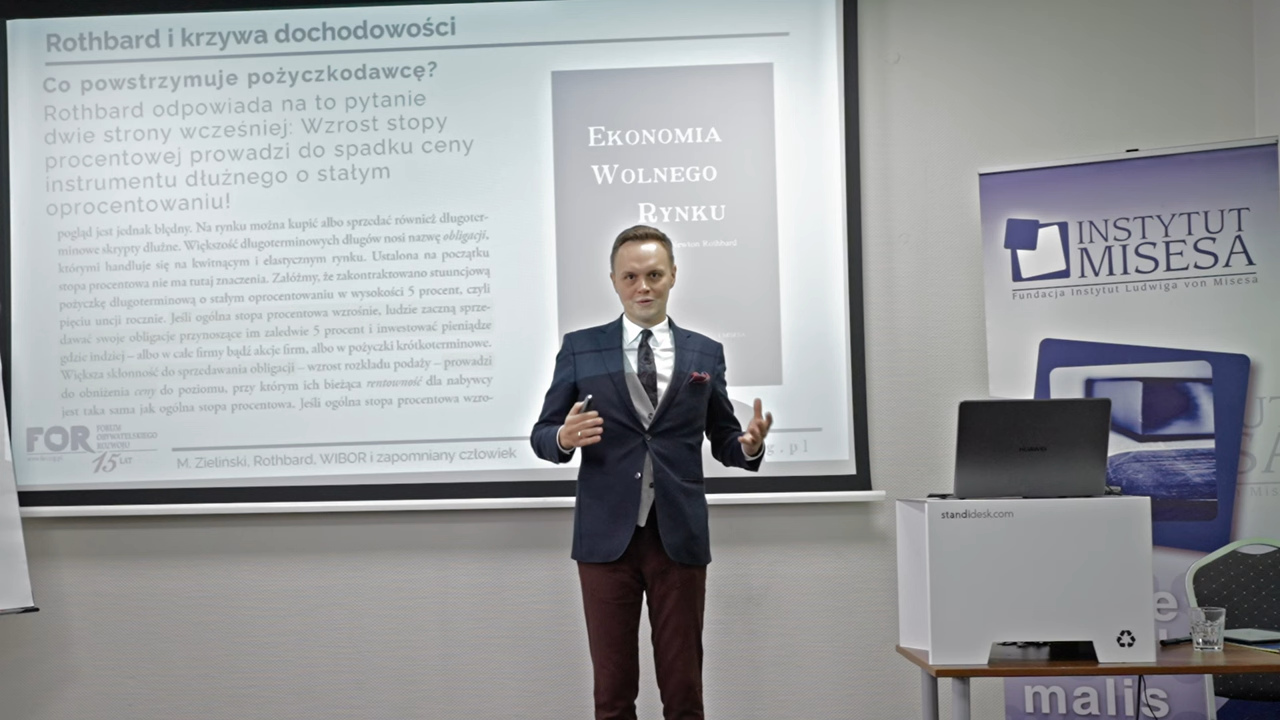 Rothbard i krzywa dochodowości
Co powstrzymuje pożyczkodawcę?
Rothbard odpowiada na to pytanie
dwie strony wcześniej: Wzrost stopy
procentowej prowadzi do spadku ceny
instrumentu dłużnego o stałym
oprocentowaniu!
pogląd jest jednak błędny. Na rynku można kupić albo sprzedać również długoter-
minowe skrypty dłużne. Większość długoterminowych długów nosi nazwę obligacji,
którymi handluje się na kwitnącym i elastycznym rynku. Ustalona na początku
stopa procentowa nie ma tutaj znaczenia. Załóżmy, że zakontraktowano stuuncjową
pożyczkę długoterminową o stałym oprocentowaniu w wysokości 5 procent, czyli
pięciu uncji rocznie. Jeśli ogólna stopa procentowa wzrośnie, ludzie zaczną sprze-
dawać swoje obligacje przynoszące im zaledwie 5 procent i inwestować pieniądze
gdzie indziej – albo w całe firmy bądź akcje firm, albo w pożyczki krótkoterminowe.
Większa skłonność do sprzedawania obligacji – wzrost rozkładu podaży – prowadzi
do obniżenia ceny do poziomu, przy którym ich bieżąca rentowność dla nabywcy
jest taka sama jak ogólna stopa procentowa. Jeśli ogólna stopa procentowa wzro-
EKONOMIA
WOLNEGO
RYNKU
Rothbard
FOR
FORUM
OBYWATELSKIEGO
ROZWOJU
15 LAT
M. Zieliński, Rothbard, WIBOR i zapomniany człowiek
g.pl
INSTYTUT
MISESA
Fundacja Instytut Ludwiga von Misesa
HUAWEI
standidesk.com
malis